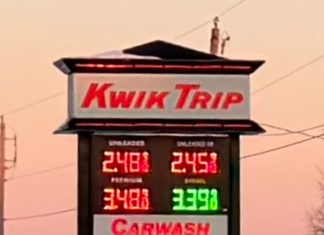 KWIK TRIP
UNLEADED UNLEADED 88
2.48 2.45
PREMIUM DIESEL
3.48 3.39
CARWASH